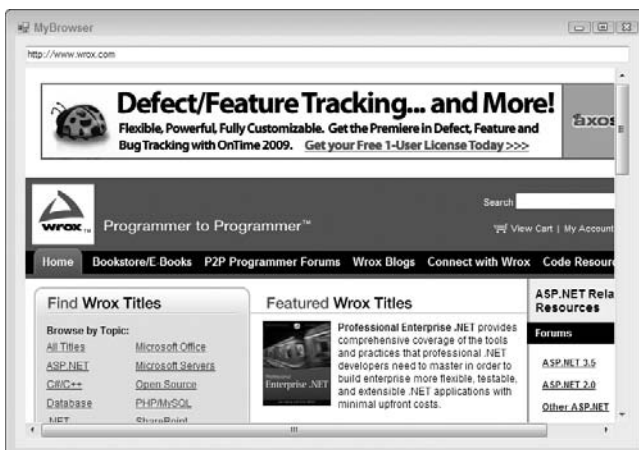 MyBrowser
http://www.wrox.com
Defect/Feature Tracking... and More!
Flexible, Powerful, Fully Customizable. Get the Premiere in Defect, Feature and
Bug Tracking with OnTime 2009. Get your Free 1-User License Today >>>
axos
Search
wrox™ Programmer to Programmer™
View Cart | My Account
Home Bookstore/E-Books P2P Programmer Forums Wrox Blogs Connect with Wrox Code Resour
Find Wrox Titles
Browse by Topic:
All Titles Microsoft Office
ASP.NET Microsoft Servers
C#/C++ Open Source
Database PHP/MySQL
.NET SharePoint
Featured Wrox Titles
Enterprise .NET
Professional Enterprise .NET provides
comprehensive coverage of the tools
and practices that professional .NET
developers need to master in order to
build enterprise more flexible, testable,
and extensible .NET applications with
minimal upfront costs.
ASP.NET Rela
Resources
Forums
ASP.NET 3.5
ASP.NET 2.0
Other ASP.NET